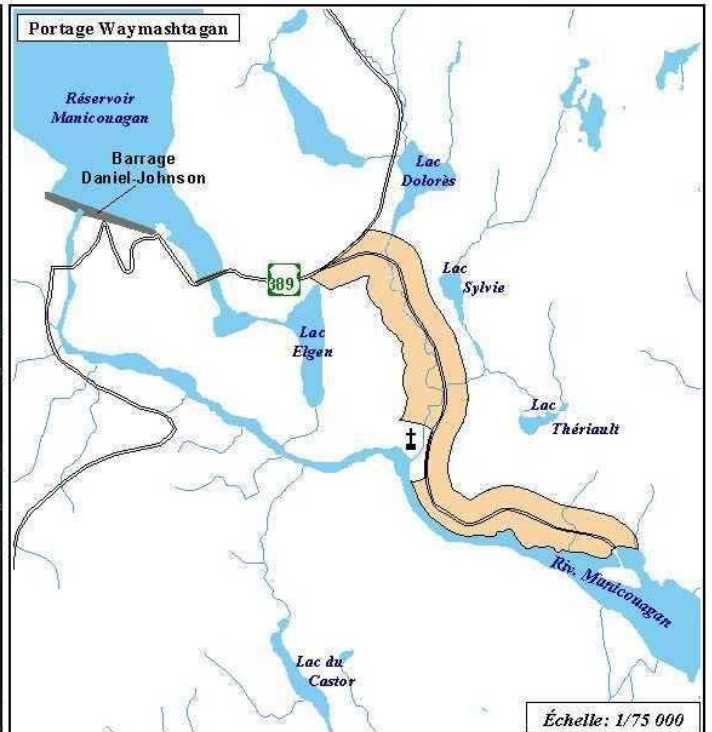 Portage Waymashtagan
Réservoir
Manicouagan
Barrage
Daniel-Johnson
Lac
Dolorès
389
Lac
Sylvie
Lac
Elgen
Lac
Thériault
Riv. Manicouagan
Lac du
Castor
Échelle: 1/75 000